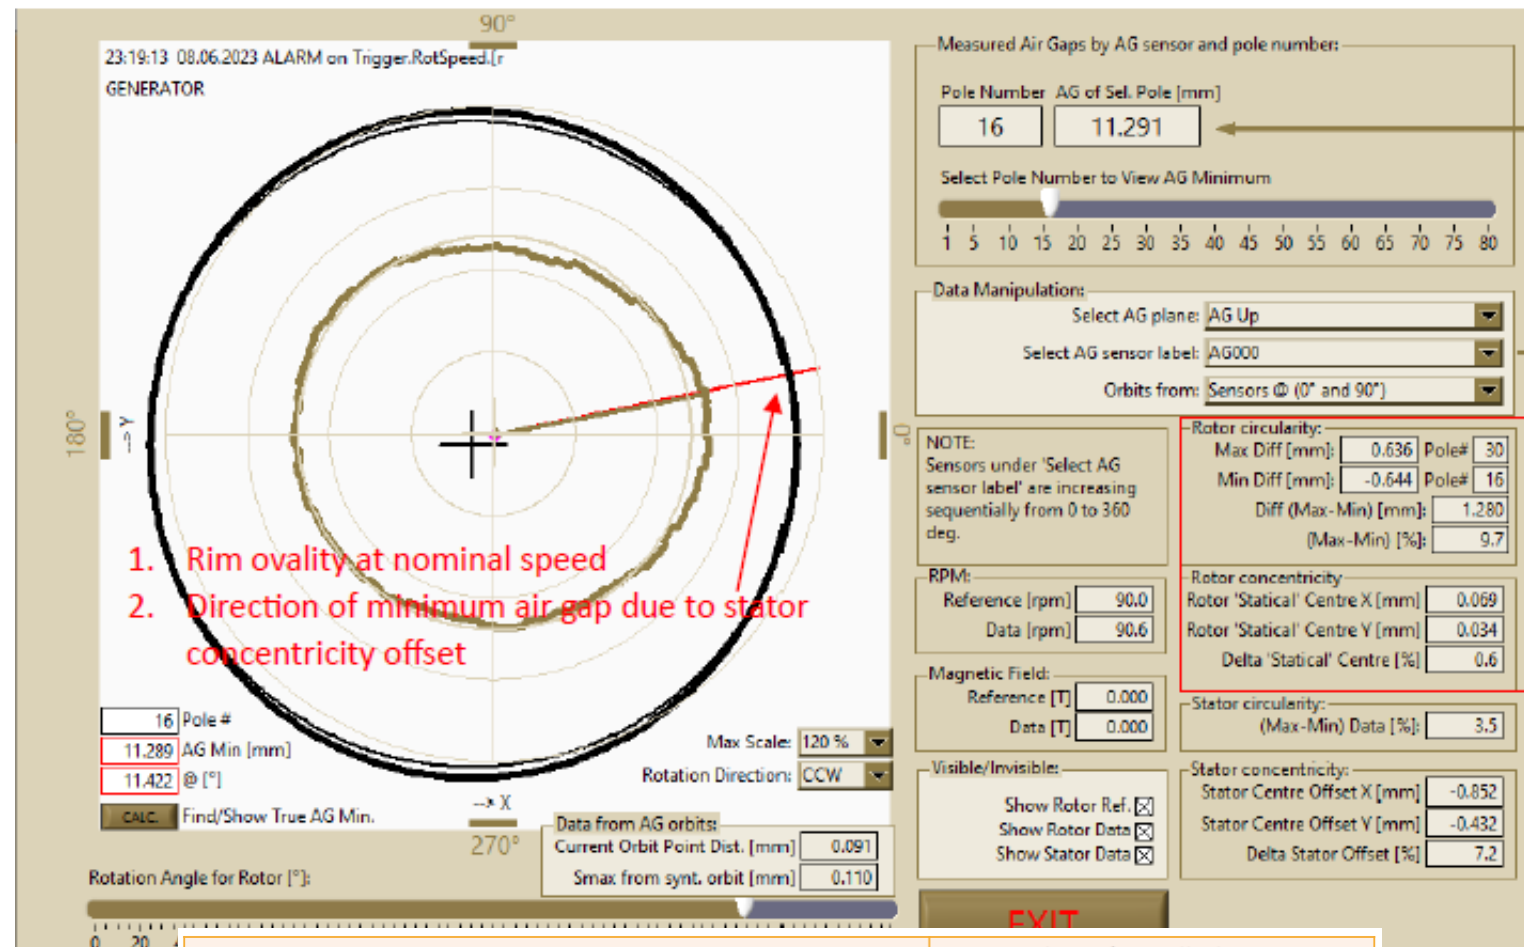 90°
23:19:13 08.06.2023 ALARM on Trigger.RotSpeed.[r
GENERATOR
180°
--> Y
0°
1. Rim ovality at nominal speed
2. Direction of minimum air gap due to stator
concentricity offset
16 Pole #
11.289 AG Min [mm]
11.422 @ [°]
CALC. Find/Show True AG Min.
Max Scale: 120 %
Rotation Direction: CCW
--> X
270°
Data from AG orbits:
Current Orbit Point Dist. [mm] 0.091
Smax from synt. orbit [mm] 0.110
Rotation Angle for Rotor [°]:
0 20
Measured Air Gaps by AG sensor and pole number:
Pole Number AG of Sel. Pole [mm]
16 11.291
Select Pole Number to View AG Minimum
1 5 10 15 20 25 30 35 40 45 50 55 60 65 70 75 80
Data Manipulation:
Select AG plane: AG Up
Select AG sensor label: AG000
Orbits from: Sensors @ (0° and 90°)
NOTE:
Sensors under 'Select AG
sensor label' are increasing
sequentially from 0 to 360
deg.
RPM:
Reference [rpm] 90.0
Data [rpm] 90.6
Magnetic Field:
Reference [T] 0.000
Data [T] 0.000
Visible/Invisible:
Show Rotor Ref.
Show Rotor Data
Show Stator Data
EXIT
Rotor circularity:
Max Diff [mm]: 0.636 Pole# 30
Min Diff [mm]: -0.644 Pole# 16
Diff (Max-Min) [mm]: 1.280
(Max-Min) [%]: 9.7
Rotor concentricity
Rotor 'Statical' Centre X [mm] 0.069
Rotor 'Statical' Centre Y [mm] 0.034
Delta 'Statical' Centre [%] 0.6
Stator circularity:
(Max-Min) Data [%]: 3.5
Stator concentricity:
Stator Centre Offset X [mm] -0.852
Stator Centre Offset Y [mm] -0.432
Delta Stator Offset [%] 7.2